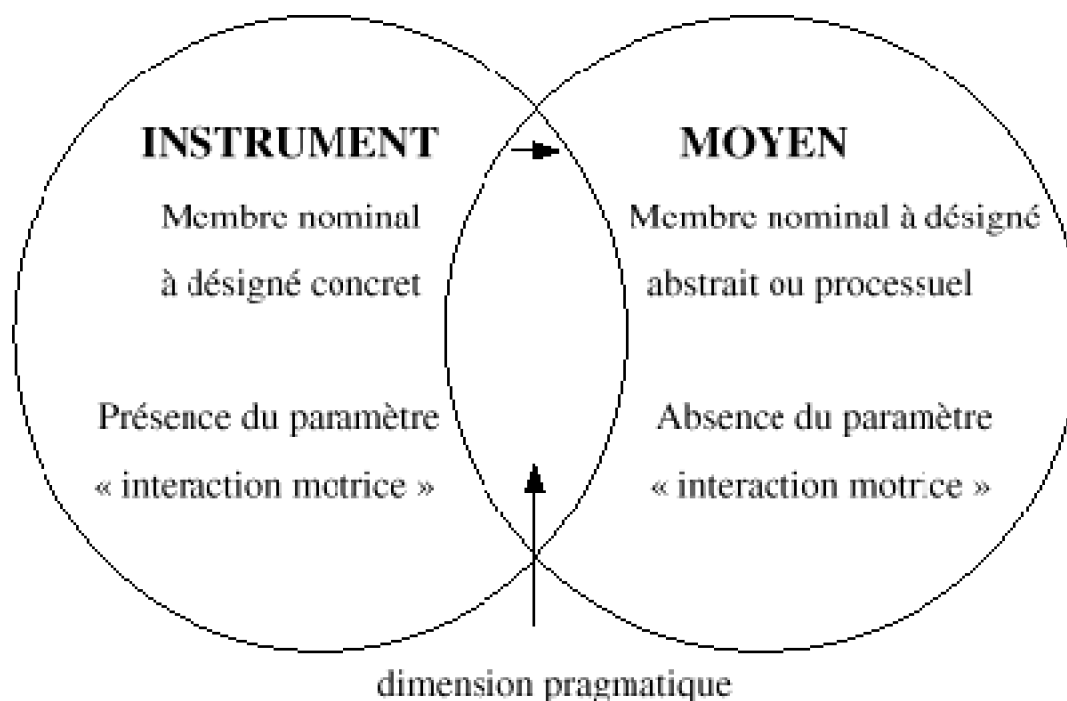 INSTRUMENT
Membre nominal
à désigné concret
Présence du paramètre
« interaction motrice »
MOYEN
Membre nominal à désigné
abstrait ou processuel
Absence du paramètre
« interaction motrice »
dimension pragmatique